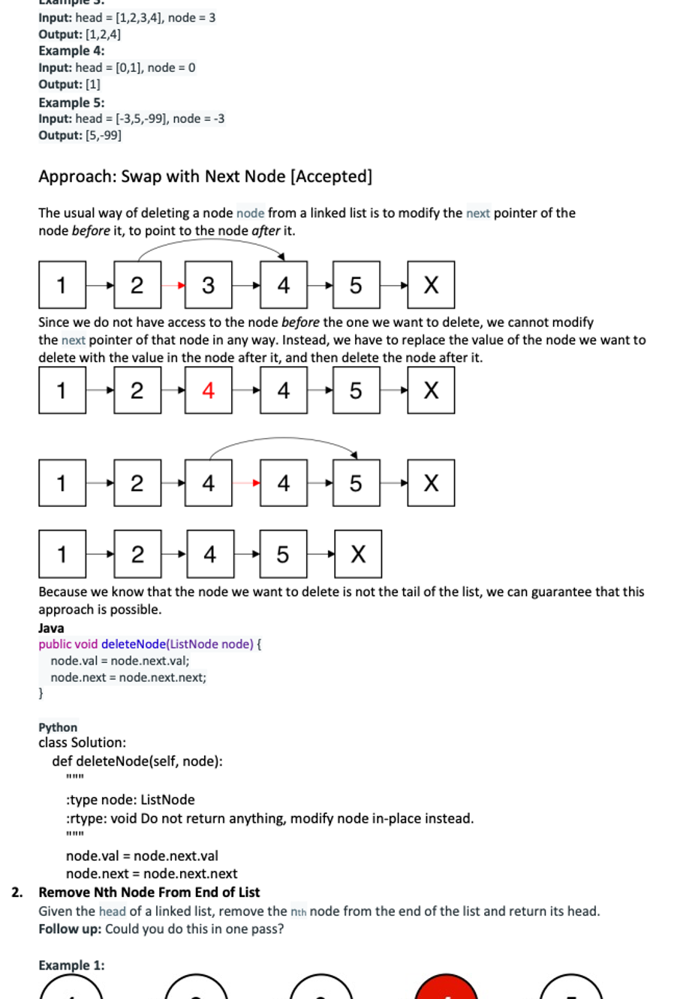 Example 3:
Input: head = [1,2,3,4], node = 3
Output: [1,2,4]
Example 4:
Input: head = [0,1], node = 0
Output: [1]
Example 5:
Input: head = [-3,5,-99], node = -3
Output: [5,-99]
Approach: Swap with Next Node [Accepted]
The usual way of deleting a node node from a linked list is to modify the next pointer of the
node before it, to point to the node after it.
1 2 3 4 5 X
Since we do not have access to the node before the one we want to delete, we cannot modify
the next pointer of that node in any way. Instead, we have to replace the value of the node we want to
delete with the value in the node after it, and then delete the node after it.
1 2 4 4 5 X
1 2 4 4 5 X
1 2 4 5 X
Because we know that the node we want to delete is not the tail of the list, we can guarantee that this
approach is possible.
Java
public void deleteNode(ListNode node) {
node.val = node.next.val;
node.next = node.next.next;
}
Python
class Solution:
def deleteNode(self, node):
"""
:type node: ListNode
:rtype: void Do not return anything, modify node in-place instead.
"""
node.val = node.next.val
node.next = node.next.next
2. Remove Nth Node From End of List
Given the head of a linked list, remove the nth node from the end of the list and return its head.
Follow up: Could you do this in one pass?
Example 1: